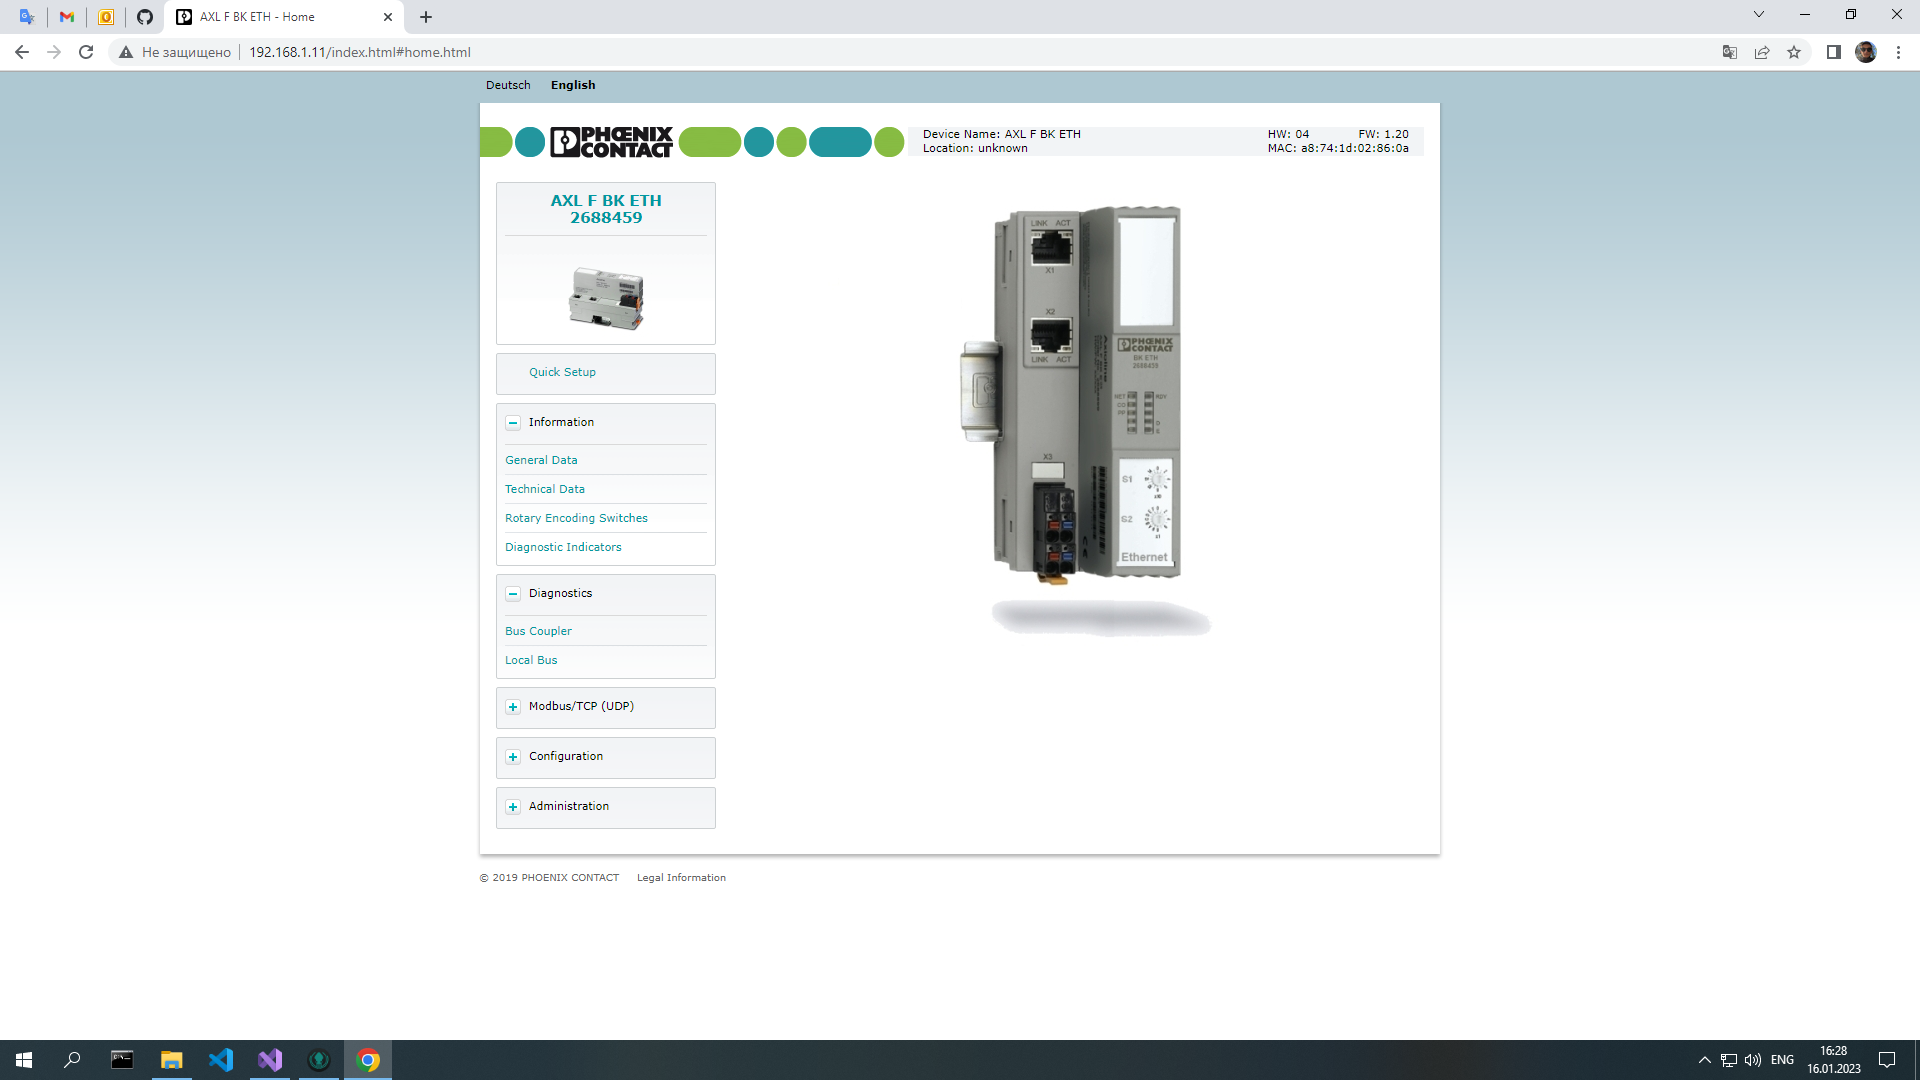 AXL F BK ETH - Home
Не защищено
192.168.1.11/index.html#home.html
Deutsch English
PHŒNIX
CONTACT
Device Name: AXL F BK ETH
Location: unknown
HW: 04 FW: 1.20
MAC: a8:74:1d:02:86:0a
AXL F BK ETH
2688459
Quick Setup
Information
General Data
Technical Data
Rotary Encoding Switches
Diagnostic Indicators
Diagnostics
Bus Coupler
Local Bus
Modbus/TCP (UDP)
Configuration
Administration
LINK ACT
X1
X2
LINK ACT
X3
PHŒNIX
CONTACT
BK ETH
2688459
S1
S2
Ethernet
© 2019 PHOENIX CONTACT Legal Information
ENG
16:28
16.01.2023